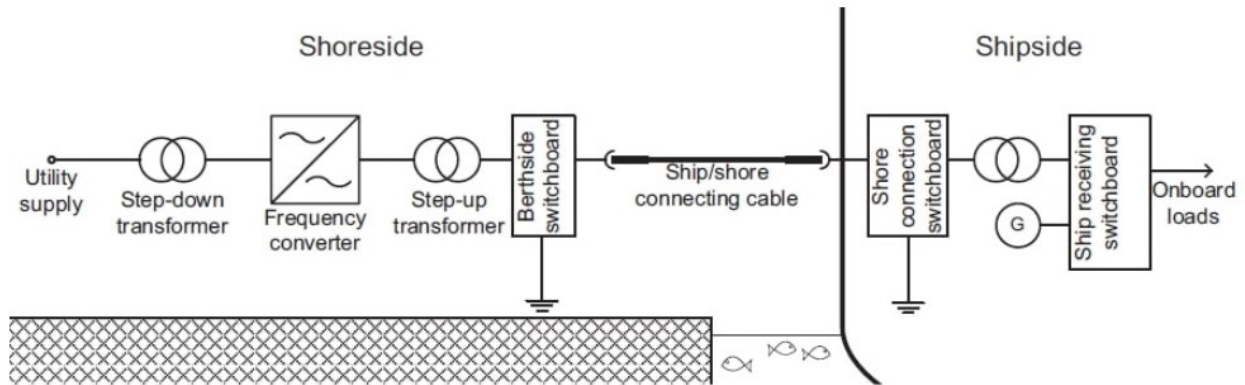 Shoreside
Shipside
Utility
supply
Step-down
transformer
Frequency
converter
Step-up
transformer
Berthside
switchboard
Ship/shore
connecting cable
Shore
connection
switchboard
G
Ship receiving
switchboard
Onboard
loads